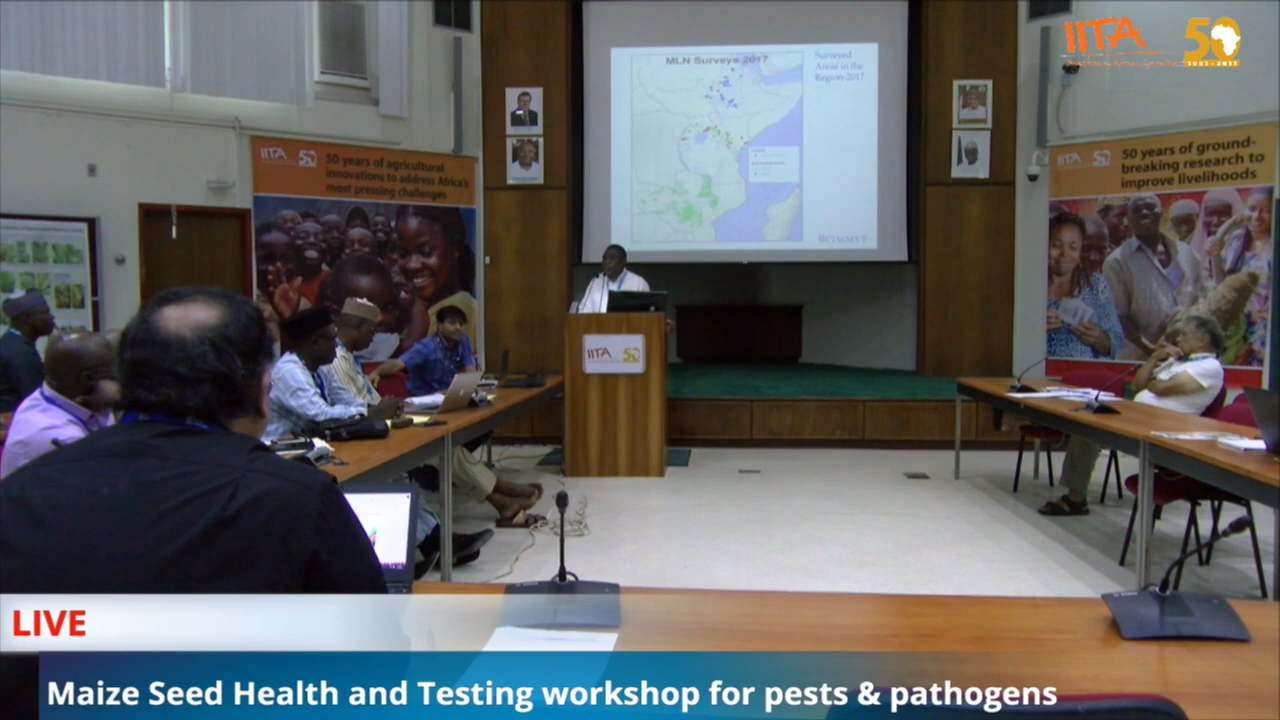 IITA 50
MLN Surveys 2017
Surveyed
Areas in the
Region-2017
CIMMYT
IITA 50
50 years of agricultural
innovations to address Africa's
most pressing challenges
IITA 50
50 years of ground-
breaking research to
improve livelihoods
IITA 50
LIVE
Maize Seed Health and Testing workshop for pests & pathogens